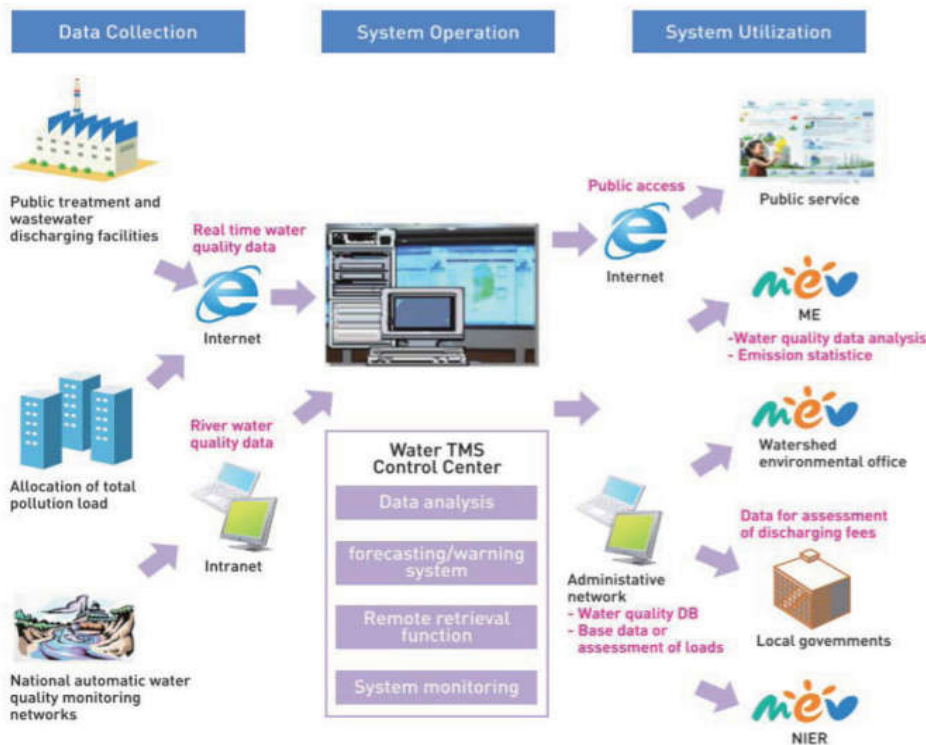 Data Collection
System Operation
System Utilization
Public treatment and
wastewater
discharging facilities
Real time water
quality data
Internet
Allocation of total
pollution load
River water
quality data
Intranet
National automatic water
quality monitoring
networks
Water TMS
Control Center
Data analysis
forecasting/warning
system
Remote retrieval
function
System monitoring
Public access
Internet
Public service
mev
ME
-Water quality data analysis
- Emission statistice
mev
Watershed
environmental office
Administative
network
- Water quality DB
- Base data or
assessment of loads
Data for assessment
of discharging fees
Local govemments
mev
NIER